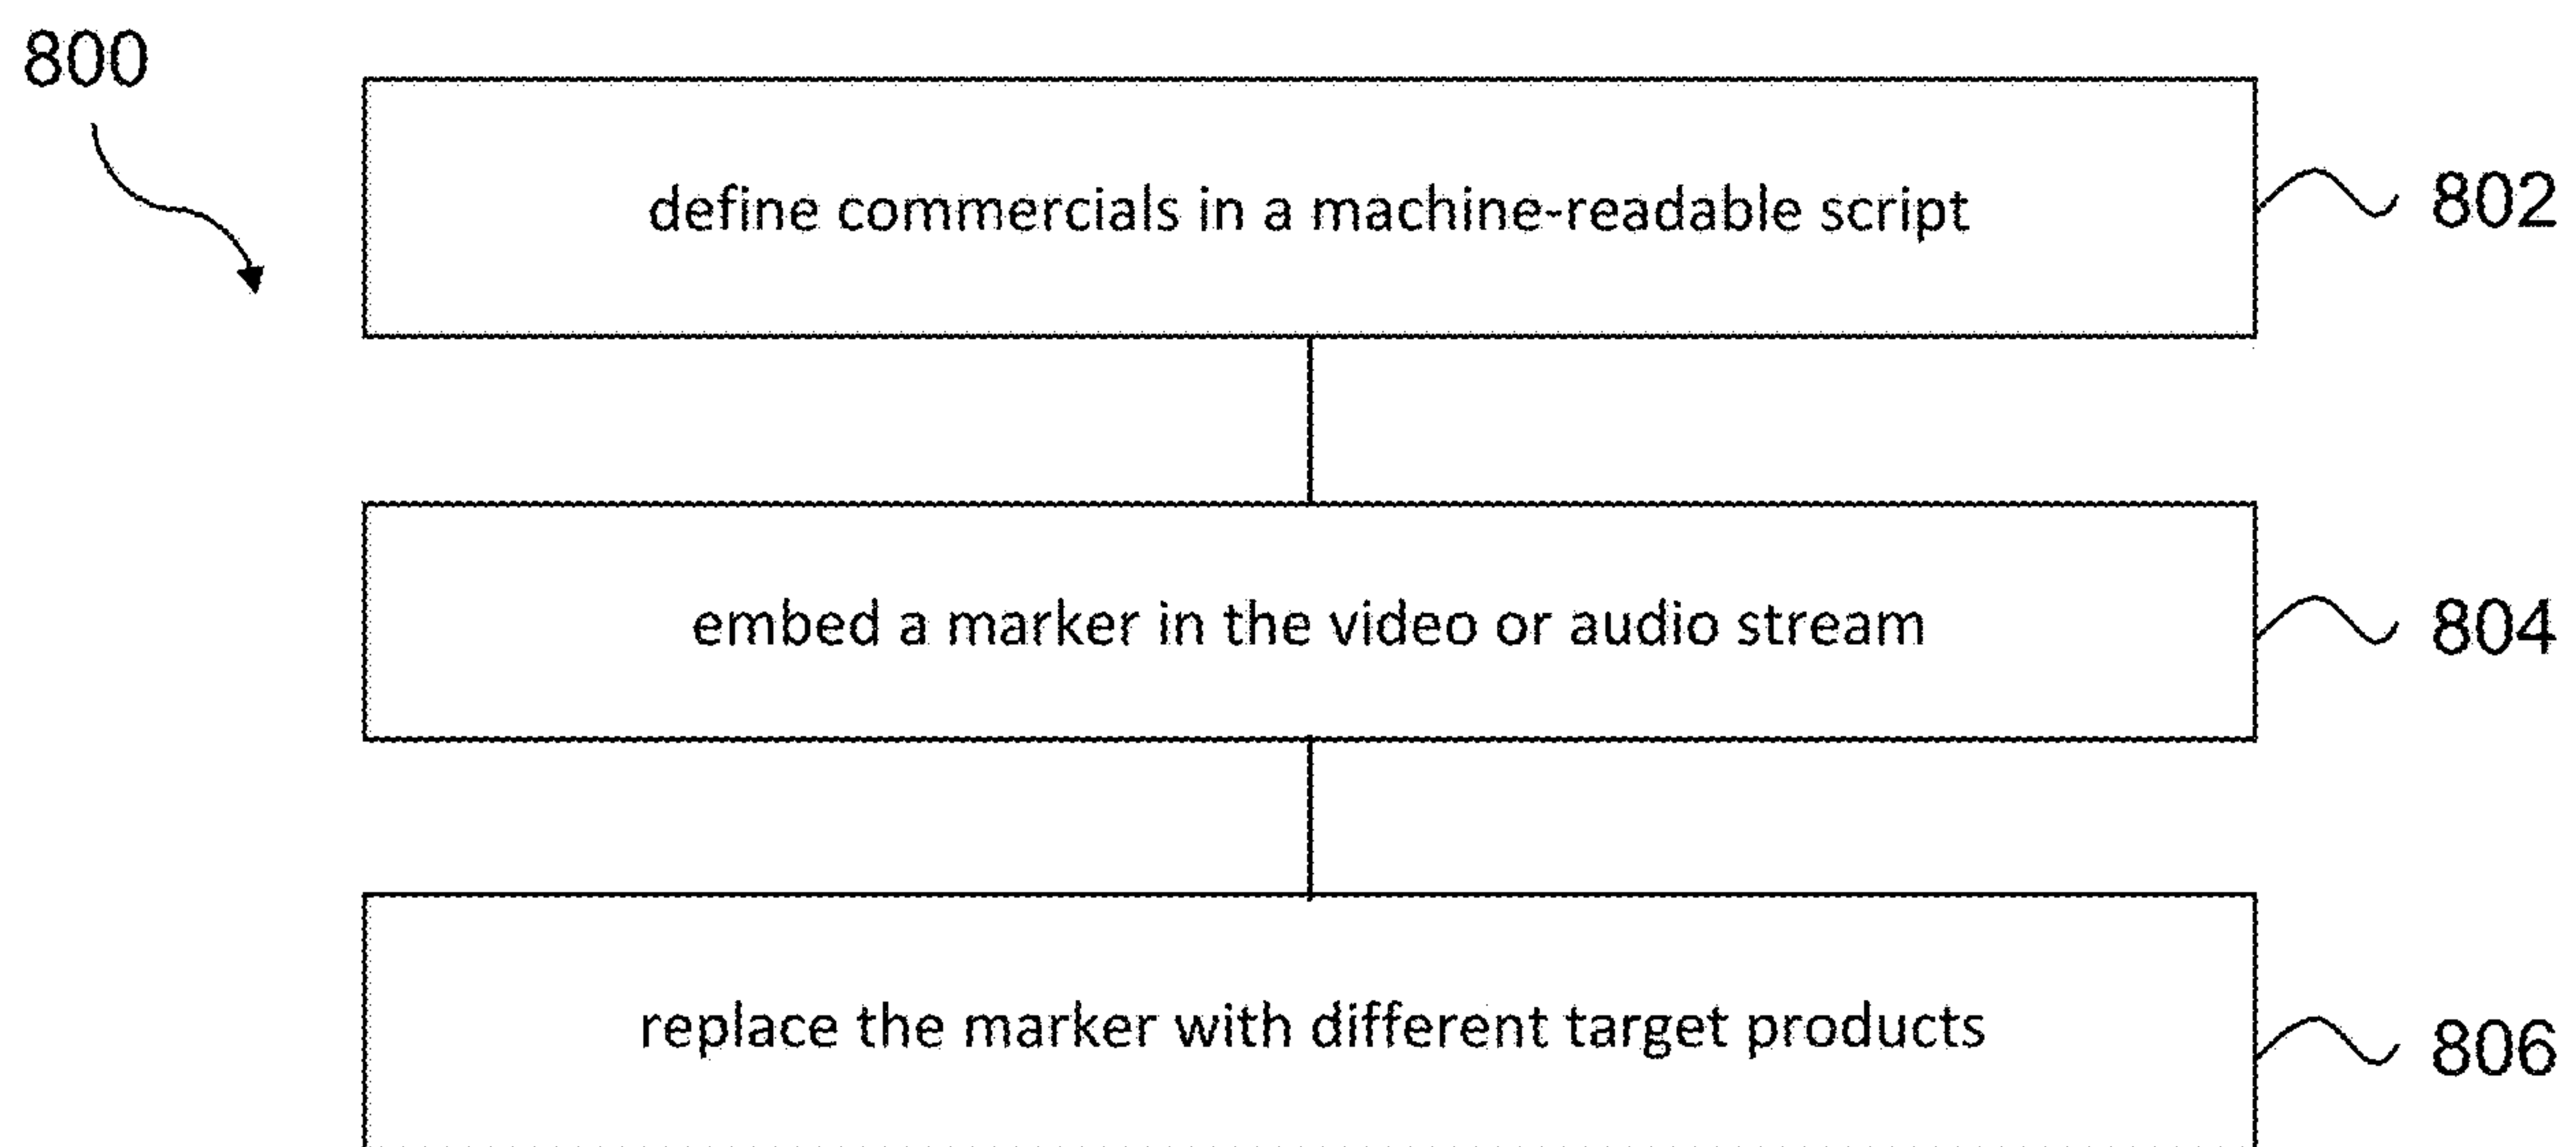 800
define commercials in a machine-readable script
802
embed a marker in the video or audio stream
804
replace the marker with different target products
806